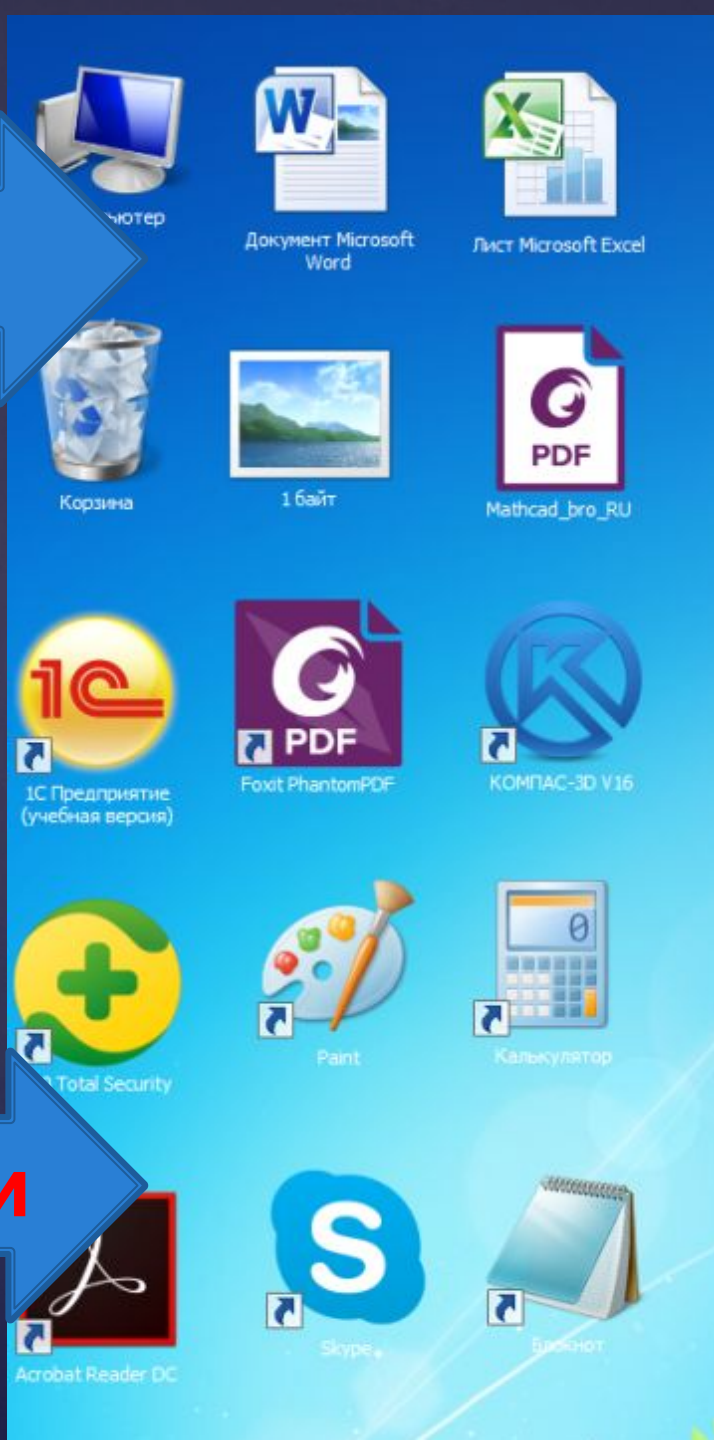 ьютер
Документ Microsoft
Word
Лист Microsoft Excel
Корзина
1 байт
PDF
Mathcad_bro_RU
1С
1С Предприятие
(учебная версия)
PDF
Foxit PhantomPDF
КОМПАС-3D V16
0
Total Security
Paint
Калькулятор
и
Acrobat Reader DC
S
Skype
Блокнот